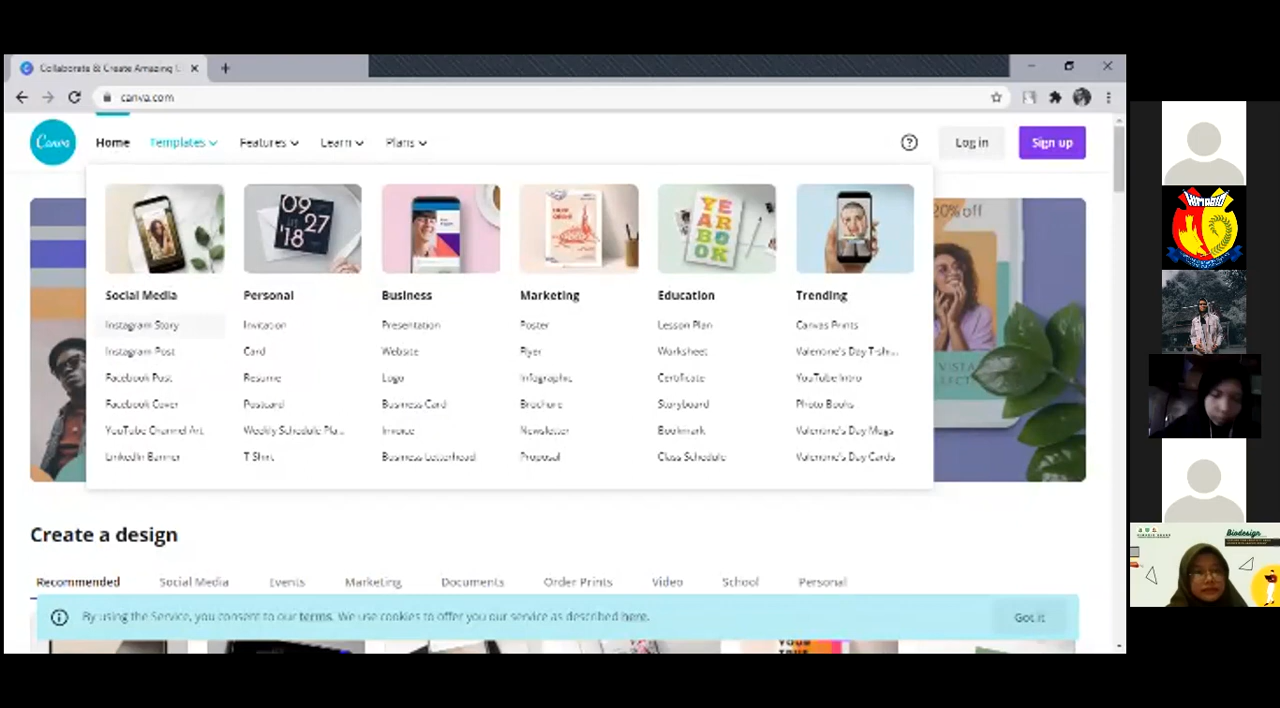 Collaborate & Create Amazing
canva.com
Canva
Home
Templates
Features
Learn
Plans
Log in
Sign up
20% off
09
27
'18
YE
AR
BO
OK
Social Media
Instagram Story
Instagram Post
Facebook Post
Facebook Cover
YouTube Channel Art
LinkedIn Banner
Personal
Invitation
Card
Resume
Postcard
Weekly Schedule Pla...
T-Shirt
Business
Presentation
Website
Logo
Business Card
Invoice
Business Letterhead
Marketing
Poster
Flyer
Infographic
Brochure
Newsletter
Proposal
Education
Lesson Plan
Worksheet
Certificate
Storyboard
Bookmark
Class Schedule
Trending
Canvas Prints
Valentine's Day T-shi...
YouTube Intro
Photo Books
Valentine's Day Mugs
Valentine's Day Cards
Create a design
Recommended
Social Media
Events
Marketing
Documents
Order Prints
Video
School
Personal
By using the Service, you consent to our terms. We use cookies to offer you our service as described here.
Got it
HIMABIO
Biodesign